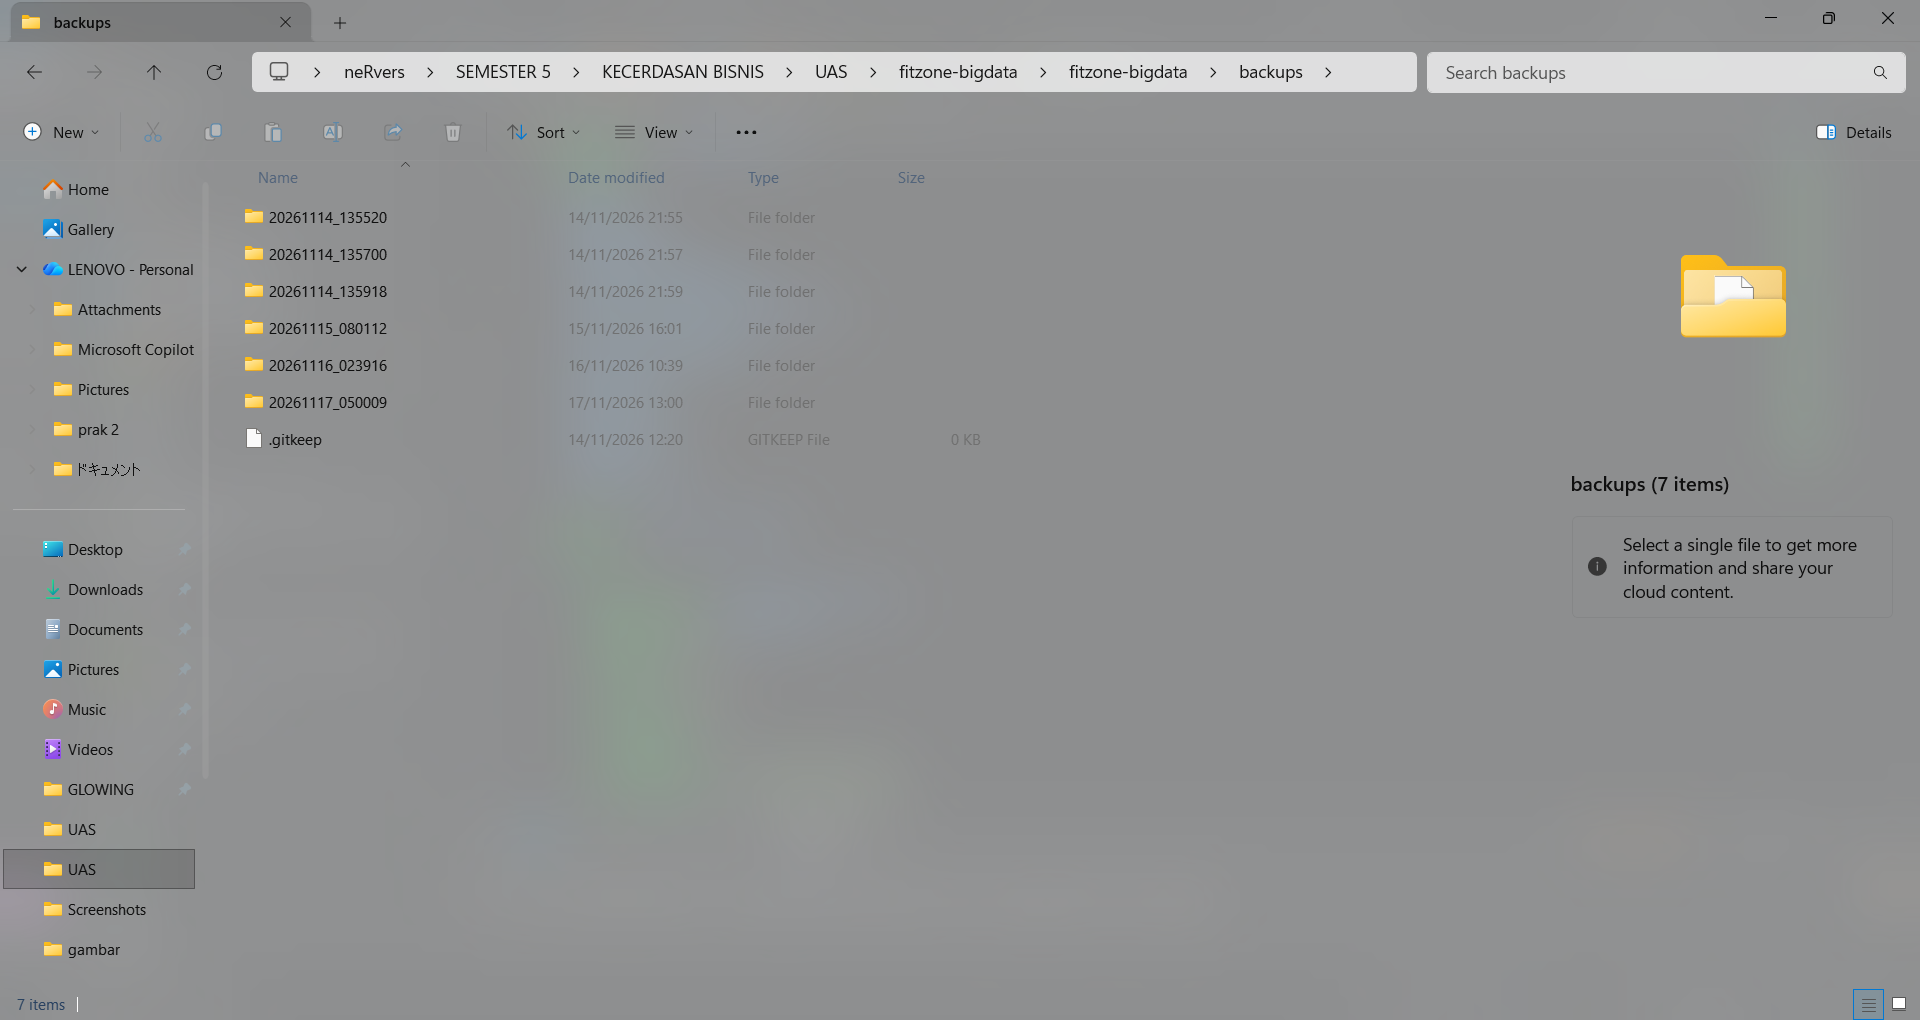 backups
neRvers > SEMESTER 5 > KECERDASAN BISNIS > UAS > fitzone-bigdata > fitzone-bigdata > backups >
Search backups
New
Sort
View
Details
Name Date modified Type Size
20261114_135520 14/11/2026 21:55 File folder
20261114_135700 14/11/2026 21:57 File folder
20261114_135918 14/11/2026 21:59 File folder
20261115_080112 15/11/2026 16:01 File folder
20261116_023916 16/11/2026 10:39 File folder
20261117_050009 17/11/2026 13:00 File folder
.gitkeep 14/11/2026 12:20 GITKEEP File 0 KB
Home
Gallery
LENOVO - Personal
Attachments
Microsoft Copilot
Pictures
prak 2
ドキュメント
Desktop
Downloads
Documents
Pictures
Music
Videos
GLOWING
UAS
UAS
Screenshots
gambar
backups (7 items)
Select a single file to get more
information and share your
cloud content.
7 items